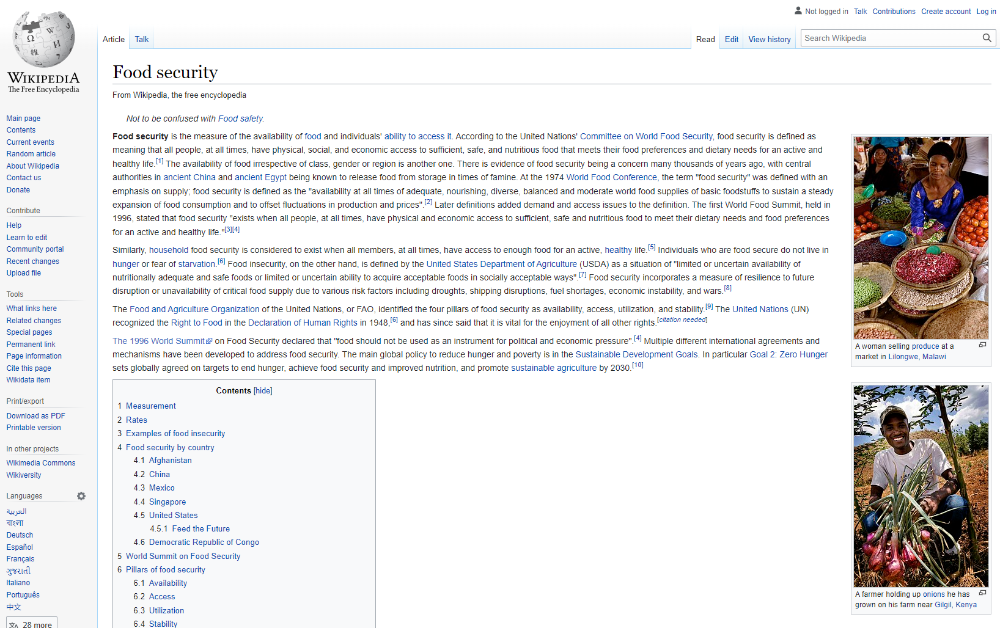 Not logged in Talk Contributions Create account Log in
Article Talk Read Edit View history Search Wikipedia
WIKIPEDIA
The Free Encyclopedia
Main page
Contents
Current events
Random article
About Wikipedia
Contact us
Donate
Contribute
Help
Learn to edit
Community portal
Recent changes
Upload file
Tools
What links here
Related changes
Special pages
Permanent link
Page information
Cite this page
Wikidata item
Print/export
Download as PDF
Printable version
In other projects
Wikimedia Commons
Wikiversity
Languages
العربية
বাংলা
Deutsch
Español
Français
ગુજરાતી
Italiano
Português
中文
28 more
Food security
From Wikipedia, the free encyclopedia
Not to be confused with Food safety.
Food security is the measure of the availability of food and individuals' ability to access it. According to the United Nations' Committee on World Food Security, food security is defined as
meaning that all people, at all times, have physical, social, and economic access to sufficient, safe, and nutritious food that meets their food preferences and dietary needs for an active and
healthy life.[1] The availability of food irrespective of class, gender or region is another one. There is evidence of food security being a concern many thousands of years ago, with central
authorities in ancient China and ancient Egypt being known to release food from storage in times of famine. At the 1974 World Food Conference, the term "food security" was defined with an
emphasis on supply; food security is defined as the "availability at all times of adequate, nourishing, diverse, balanced and moderate world food supplies of basic foodstuffs to sustain a steady
expansion of food consumption and to offset fluctuations in production and prices".[2] Later definitions added demand and access issues to the definition. The first World Food Summit, held in
1996, stated that food security "exists when all people, at all times, have physical and economic access to sufficient, safe and nutritious food to meet their dietary needs and food preferences
for an active and healthy life."[3][4]
Similarly, household food security is considered to exist when all members, at all times, have access to enough food for an active, healthy life.[5] Individuals who are food secure do not live in
hunger or fear of starvation.[6] Food insecurity, on the other hand, is defined by the United States Department of Agriculture (USDA) as a situation of "limited or uncertain availability of
nutritionally adequate and safe foods or limited or uncertain ability to acquire acceptable foods in socially acceptable ways".[7] Food security incorporates a measure of resilience to future
disruption or unavailability of critical food supply due to various risk factors including droughts, shipping disruptions, fuel shortages, economic instability, and wars.[8]
The Food and Agriculture Organization of the United Nations, or FAO, identified the four pillars of food security as availability, access, utilization, and stability.[9] The United Nations (UN)
recognized the Right to Food in the Declaration of Human Rights in 1948,[6] and has since said that it is vital for the enjoyment of all other rights.[citation needed]
The 1996 World Summit on Food Security declared that "food should not be used as an instrument for political and economic pressure".[4] Multiple different international agreements and
mechanisms have been developed to address food security. The main global policy to reduce hunger and poverty is in the Sustainable Development Goals. In particular Goal 2: Zero Hunger
sets globally agreed on targets to end hunger, achieve food security and improved nutrition, and promote sustainable agriculture by 2030.[10]
Contents [hide]
1 Measurement
2 Rates
3 Examples of food insecurity
4 Food security by country
4.1 Afghanistan
4.2 China
4.3 Mexico
4.4 Singapore
4.5 United States
4.5.1 Feed the Future
4.6 Democratic Republic of Congo
5 World Summit on Food Security
6 Pillars of food security
6.1 Availability
6.2 Access
6.3 Utilization
6.4 Stability
A woman selling produce at a
market in Lilongwe, Malawi
A farmer holding up onions he has
grown on his farm near Gilgil, Kenya